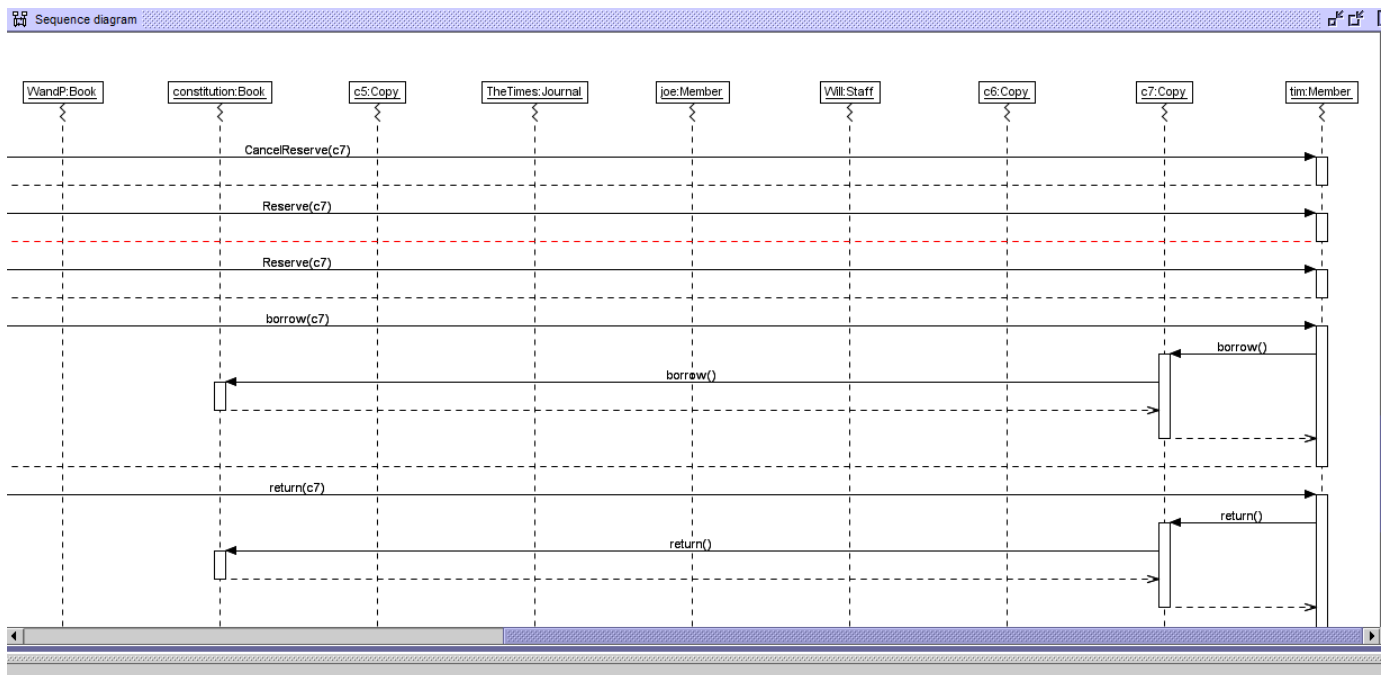 Sequence diagram
WandP:Book constitution:Book c5:Copy TheTimes:Journal joe:Member Will:Staff c6:Copy c7:Copy tim:Member
CancelReserve(c7)
Reserve(c7)
Reserve(c7)
borrow(c7)
borrow()
borrow()
return(c7)
return()
return()